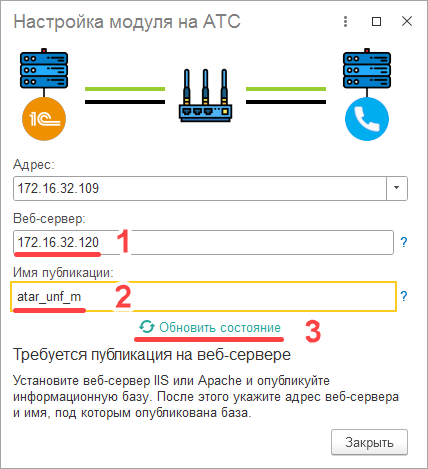 Настройка модуля на АТС
1С
Адрес:
172.16.32.109
Веб-сервер:
172.16.32.120 1
?
Имя публикации:
atar_unf_m 2
?
Обновить состояние 3
Требуется публикация на веб-сервере
Установите веб-сервер IIS или Apache и опубликуйте
информационную базу. После этого укажите адрес веб-сервера
и имя, под которым опубликована база.
Закрыть